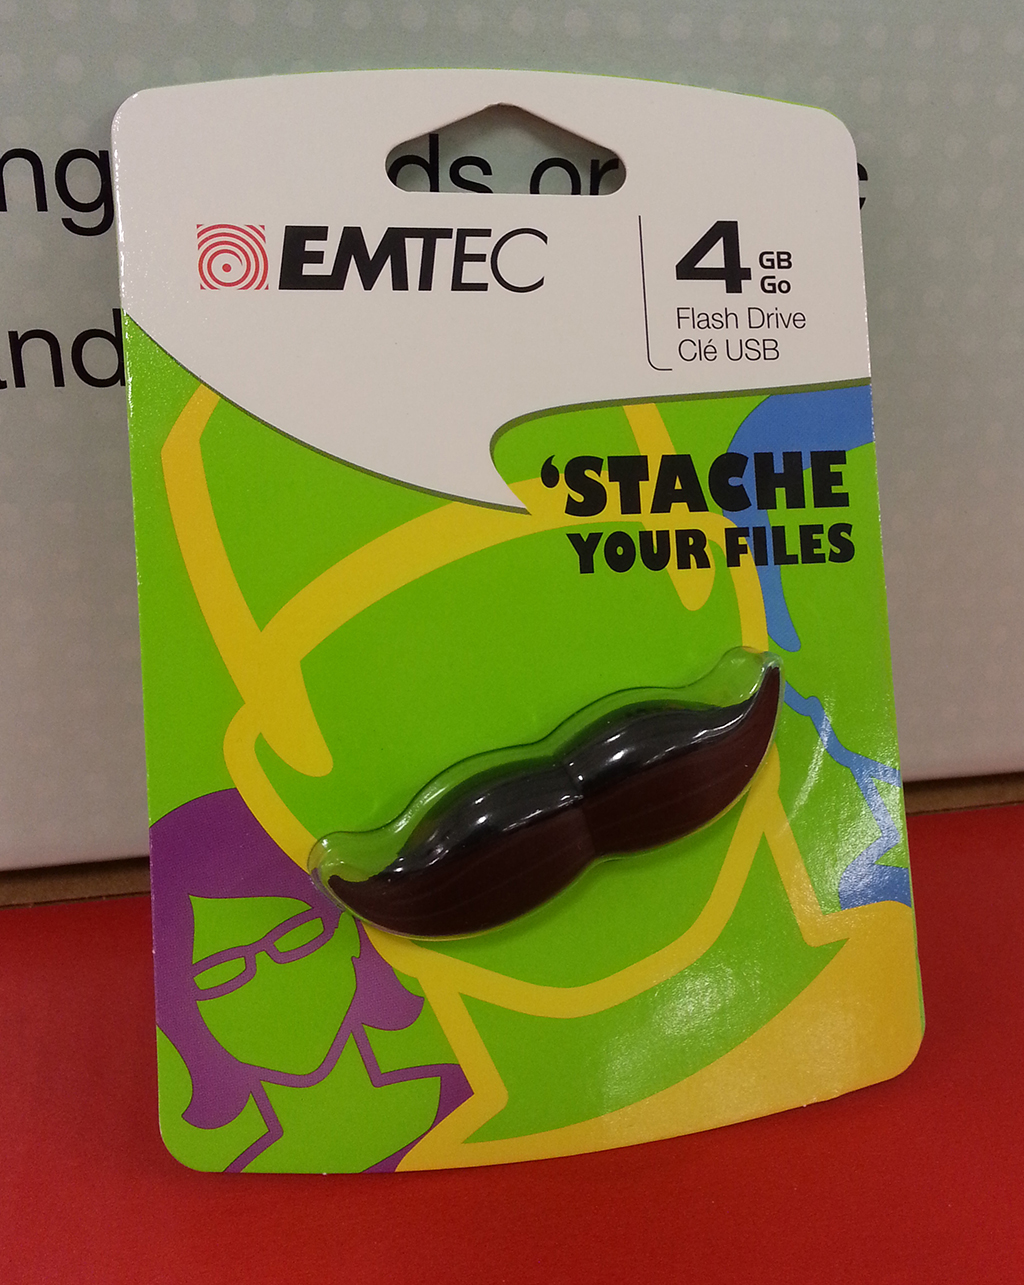 EMTEC
4 GB
Go
Flash Drive
Clé USB
‘STACHE
YOUR FILES